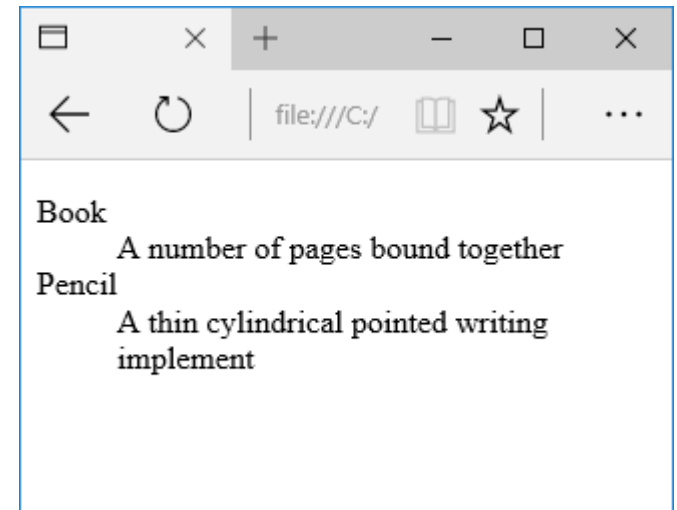 file:///C:/
Book
A number of pages bound together
Pencil
A thin cylindrical pointed writing
implement